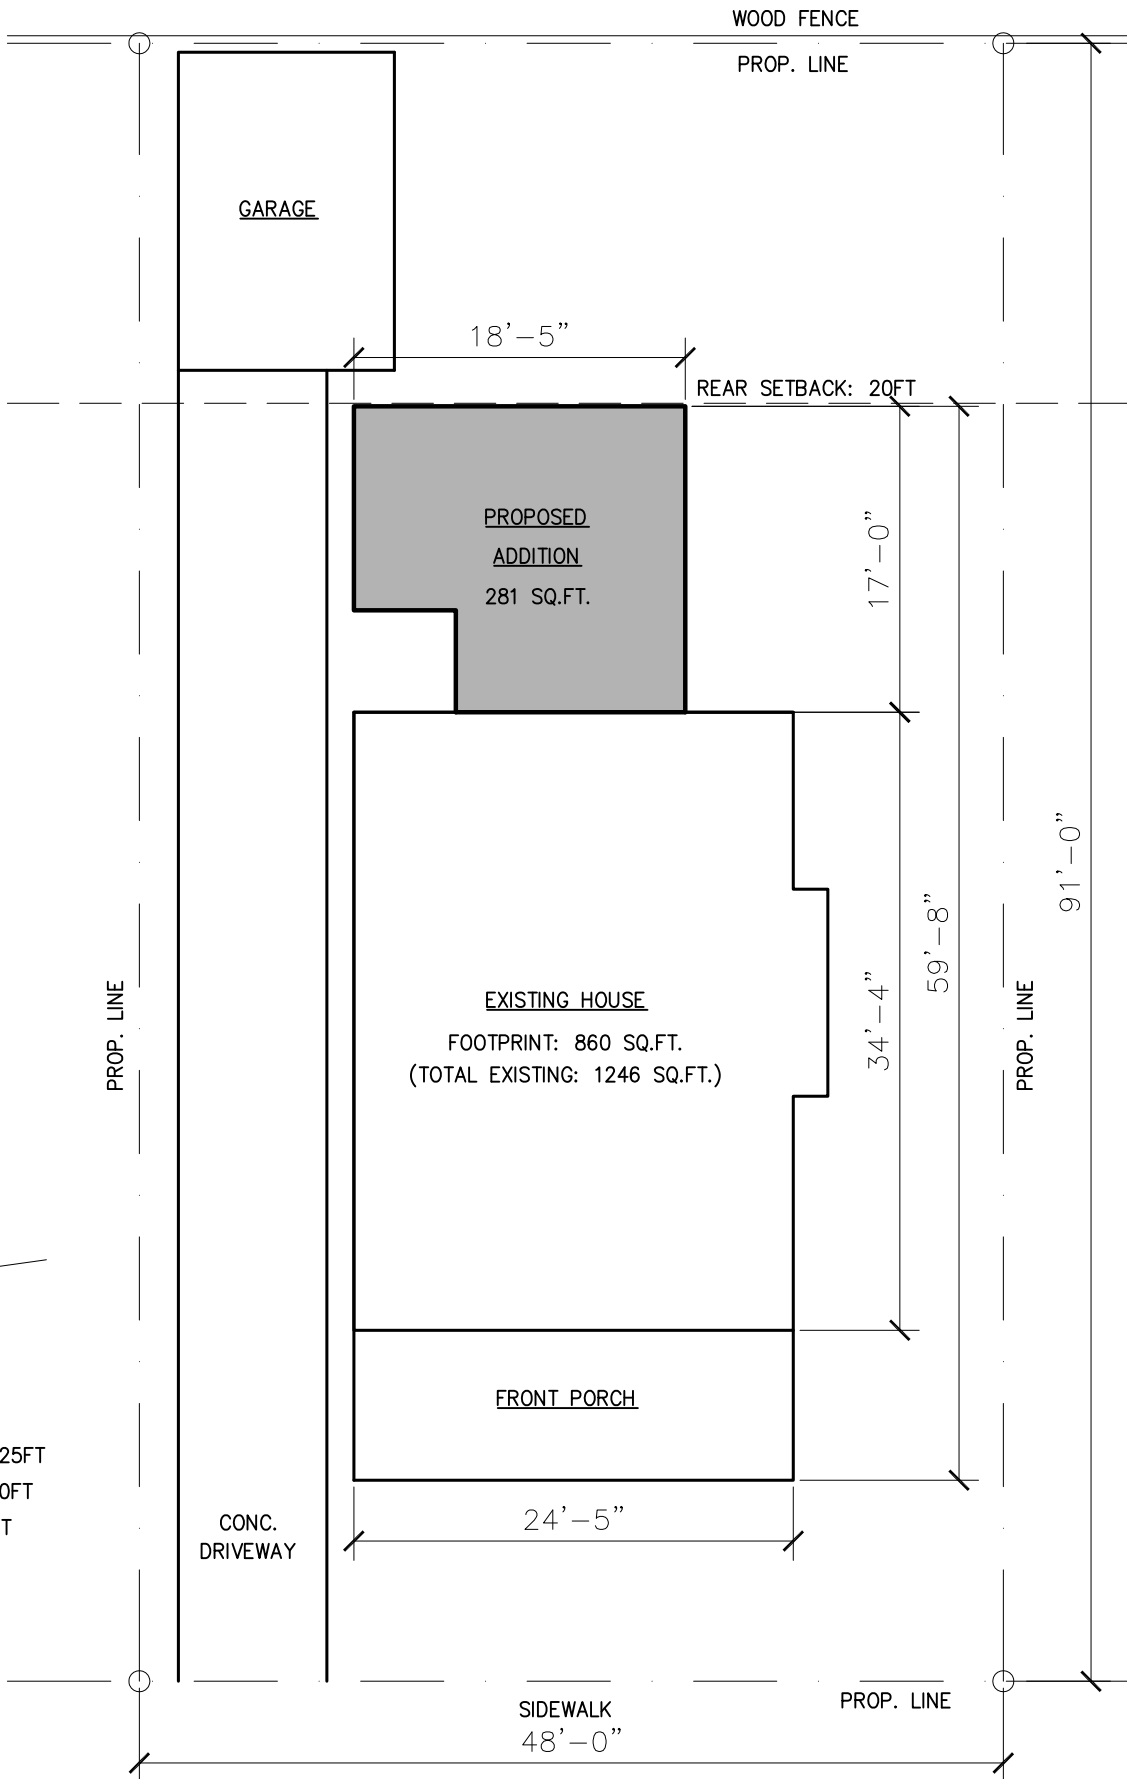 WOOD FENCE
PROP. LINE
GARAGE
18'-5"
REAR SETBACK: 20FT
PROPOSED
ADDITION
281 SQ.FT.
17'-0"
91'-0"
59'-8"
34'-4"
PROP. LINE
EXISTING HOUSE
FOOTPRINT: 860 SQ.FT.
(TOTAL EXISTING: 1246 SQ.FT.)
PROP. LINE
FRONT PORCH
25FT
0FT
T
24'-5"
CONC.
DRIVEWAY
SIDEWALK
PROP. LINE
48'-0"